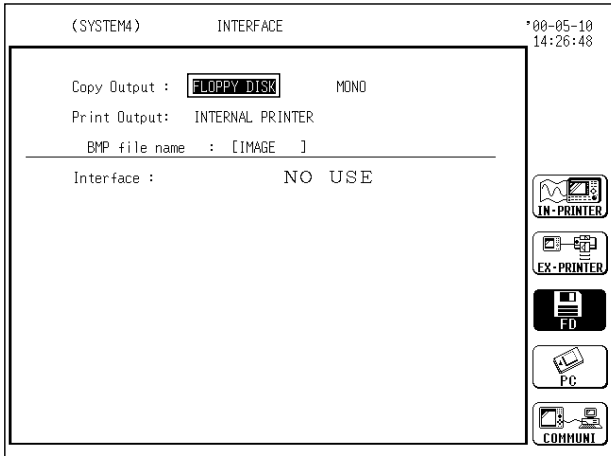 (SYSTEM4) INTERFACE '00-05-10
14:26:48
Copy Output : FLOPPY DISK MONO
Print Output: INTERNAL PRINTER
BMP file name : [IMAGE ]
Interface : NO USE
IN-PRINTER
EX-PRINTER
FD
PC
COMMUNI